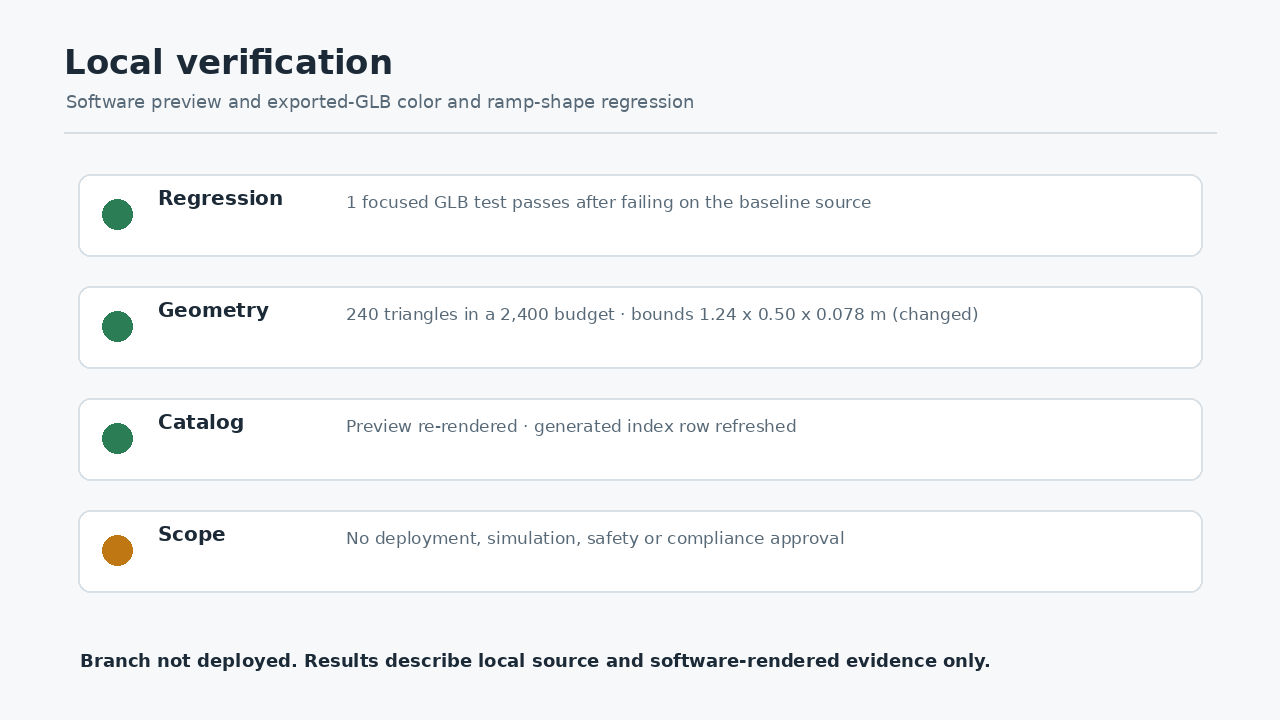 Local verification
Software preview and exported-GLB color and ramp-shape regression
Regression
1 focused GLB test passes after failing on the baseline source
Geometry
240 triangles in a 2,400 budget · bounds 1.24 x 0.50 x 0.078 m (changed)
Catalog
Preview re-rendered · generated index row refreshed
Scope
No deployment, simulation, safety or compliance approval
Branch not deployed. Results describe local source and software-rendered evidence only.